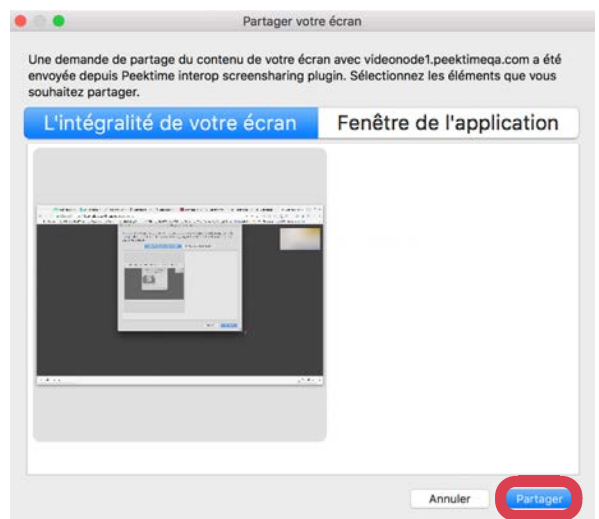 Partager votre écran
Une demande de partage du contenu de votre écran avec videonode1.peektimeqa.com a été
envoyée depuis Peektime interop screensharing plugin. Sélectionnez les éléments que vous
souhaitez partager.
L'intégralité de votre écran Fenêtre de l'application
Annuler Partager